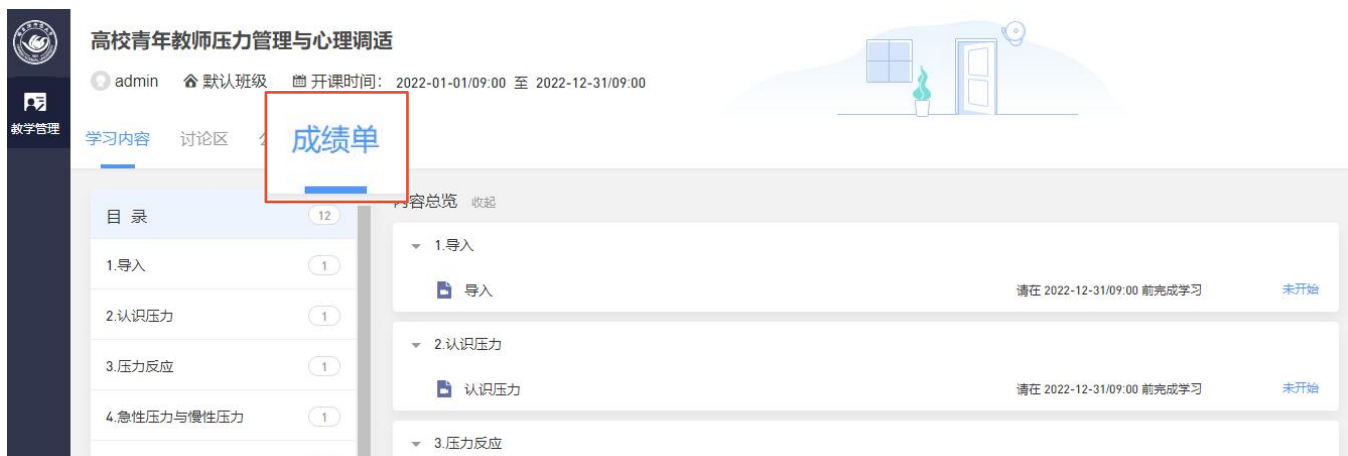 高校青年教师压力管理与心理调适
admin 默认班级 开课时间: 2022-01-01/09:00 至 2022-12-31/09:00
教学管理
学习内容 讨论区 成绩单
目 录 12
内容总览 收起
1.导入
1.导入 1
导入 请在 2022-12-31/09:00 前完成学习 未开始
2.认识压力 1
2.认识压力
3.压力反应 1
认识压力 请在 2022-12-31/09:00 前完成学习 未开始
4.急性压力与慢性压力 1
3.压力反应